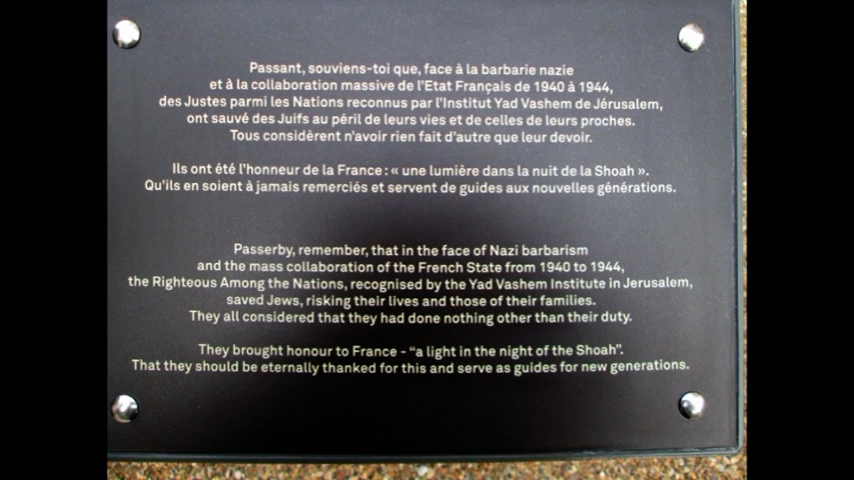 Passant, souviens-toi que, face à la barbarie nazie
et à la collaboration massive de l'Etat Français de 1940 à 1944,
des Justes parmi les Nations reconnus par l'Institut Yad Vashem de Jérusalem,
ont sauvé des Juifs au péril de leurs vies et de celles de leurs proches.
Tous considèrent n'avoir rien fait d'autre que leur devoir.
Ils ont été l'honneur de la France : « une lumière dans la nuit de la Shoah ».
Qu'ils en soient à jamais remerciés et servent de guides aux nouvelles générations.
Passerby, remember, that in the face of Nazi barbarism
and the mass collaboration of the French State from 1940 to 1944,
the Righteous Among the Nations, recognised by the Yad Vashem Institute in Jerusalem,
saved Jews, risking their lives and those of their families.
They all considered that they had done nothing other than their duty.
They brought honour to France - “a light in the night of the Shoah”.
That they should be eternally thanked for this and serve as guides for new generations.